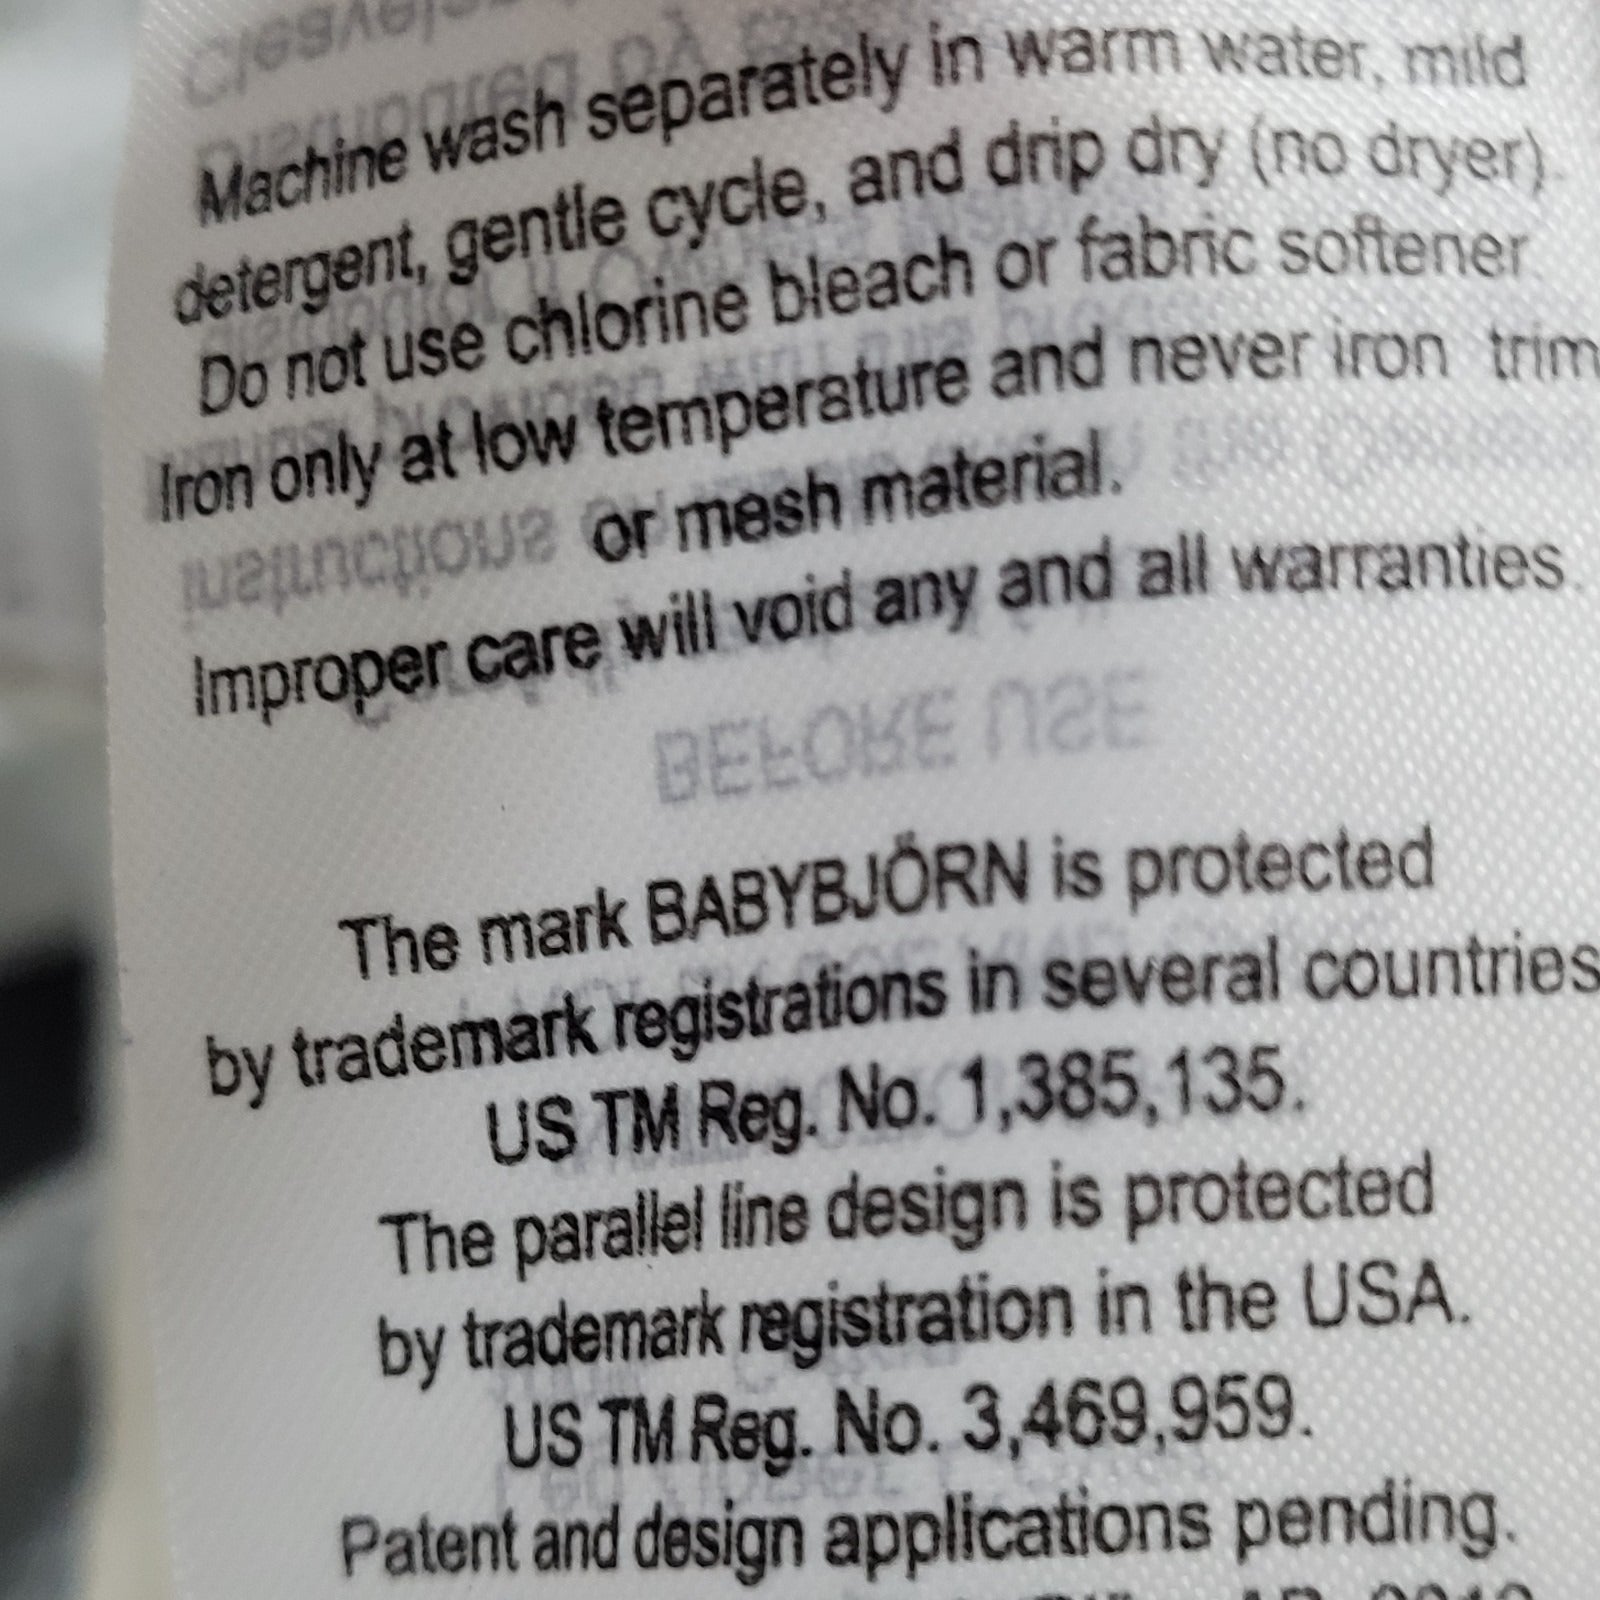 Machine wash separately in warm water, mild
detergent, gentle cycle, and drip dry (no dryer).
Do not use chlorine bleach or fabric softener
Iron only at low temperature and never iron trim
or mesh material.
Improper care will void any and all warranties.
BEFORE USE
The mark BABYBJÖRN is protected
by trademark registrations in several countries
US TM Reg. No. 1,385,135.
The parallel line design is protected
by trademark registration in the USA.
US TM Reg. No. 3,469,959.
Patent and design applications pending.